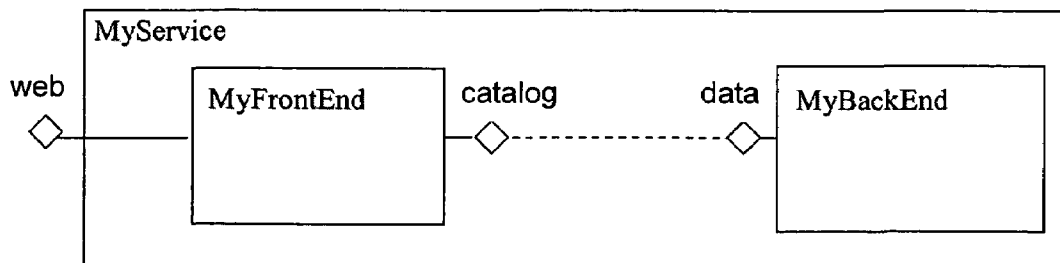 MyService
web
MyFrontEnd
catalog
data
MyBackEnd